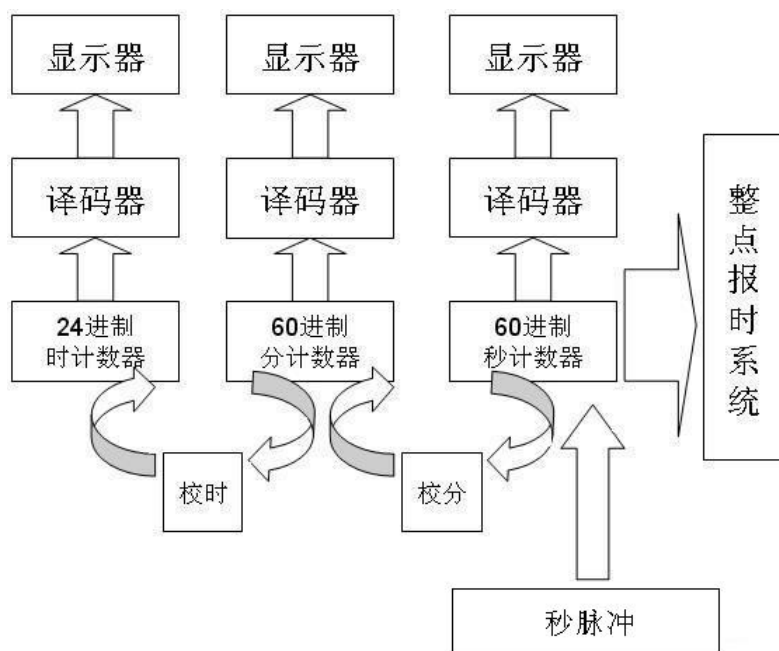 显示器
显示器
显示器
译码器
译码器
译码器
24进制
时计数器
60进制
分计数器
60进制
秒计数器
整点报时系统
校时
校分
秒脉冲